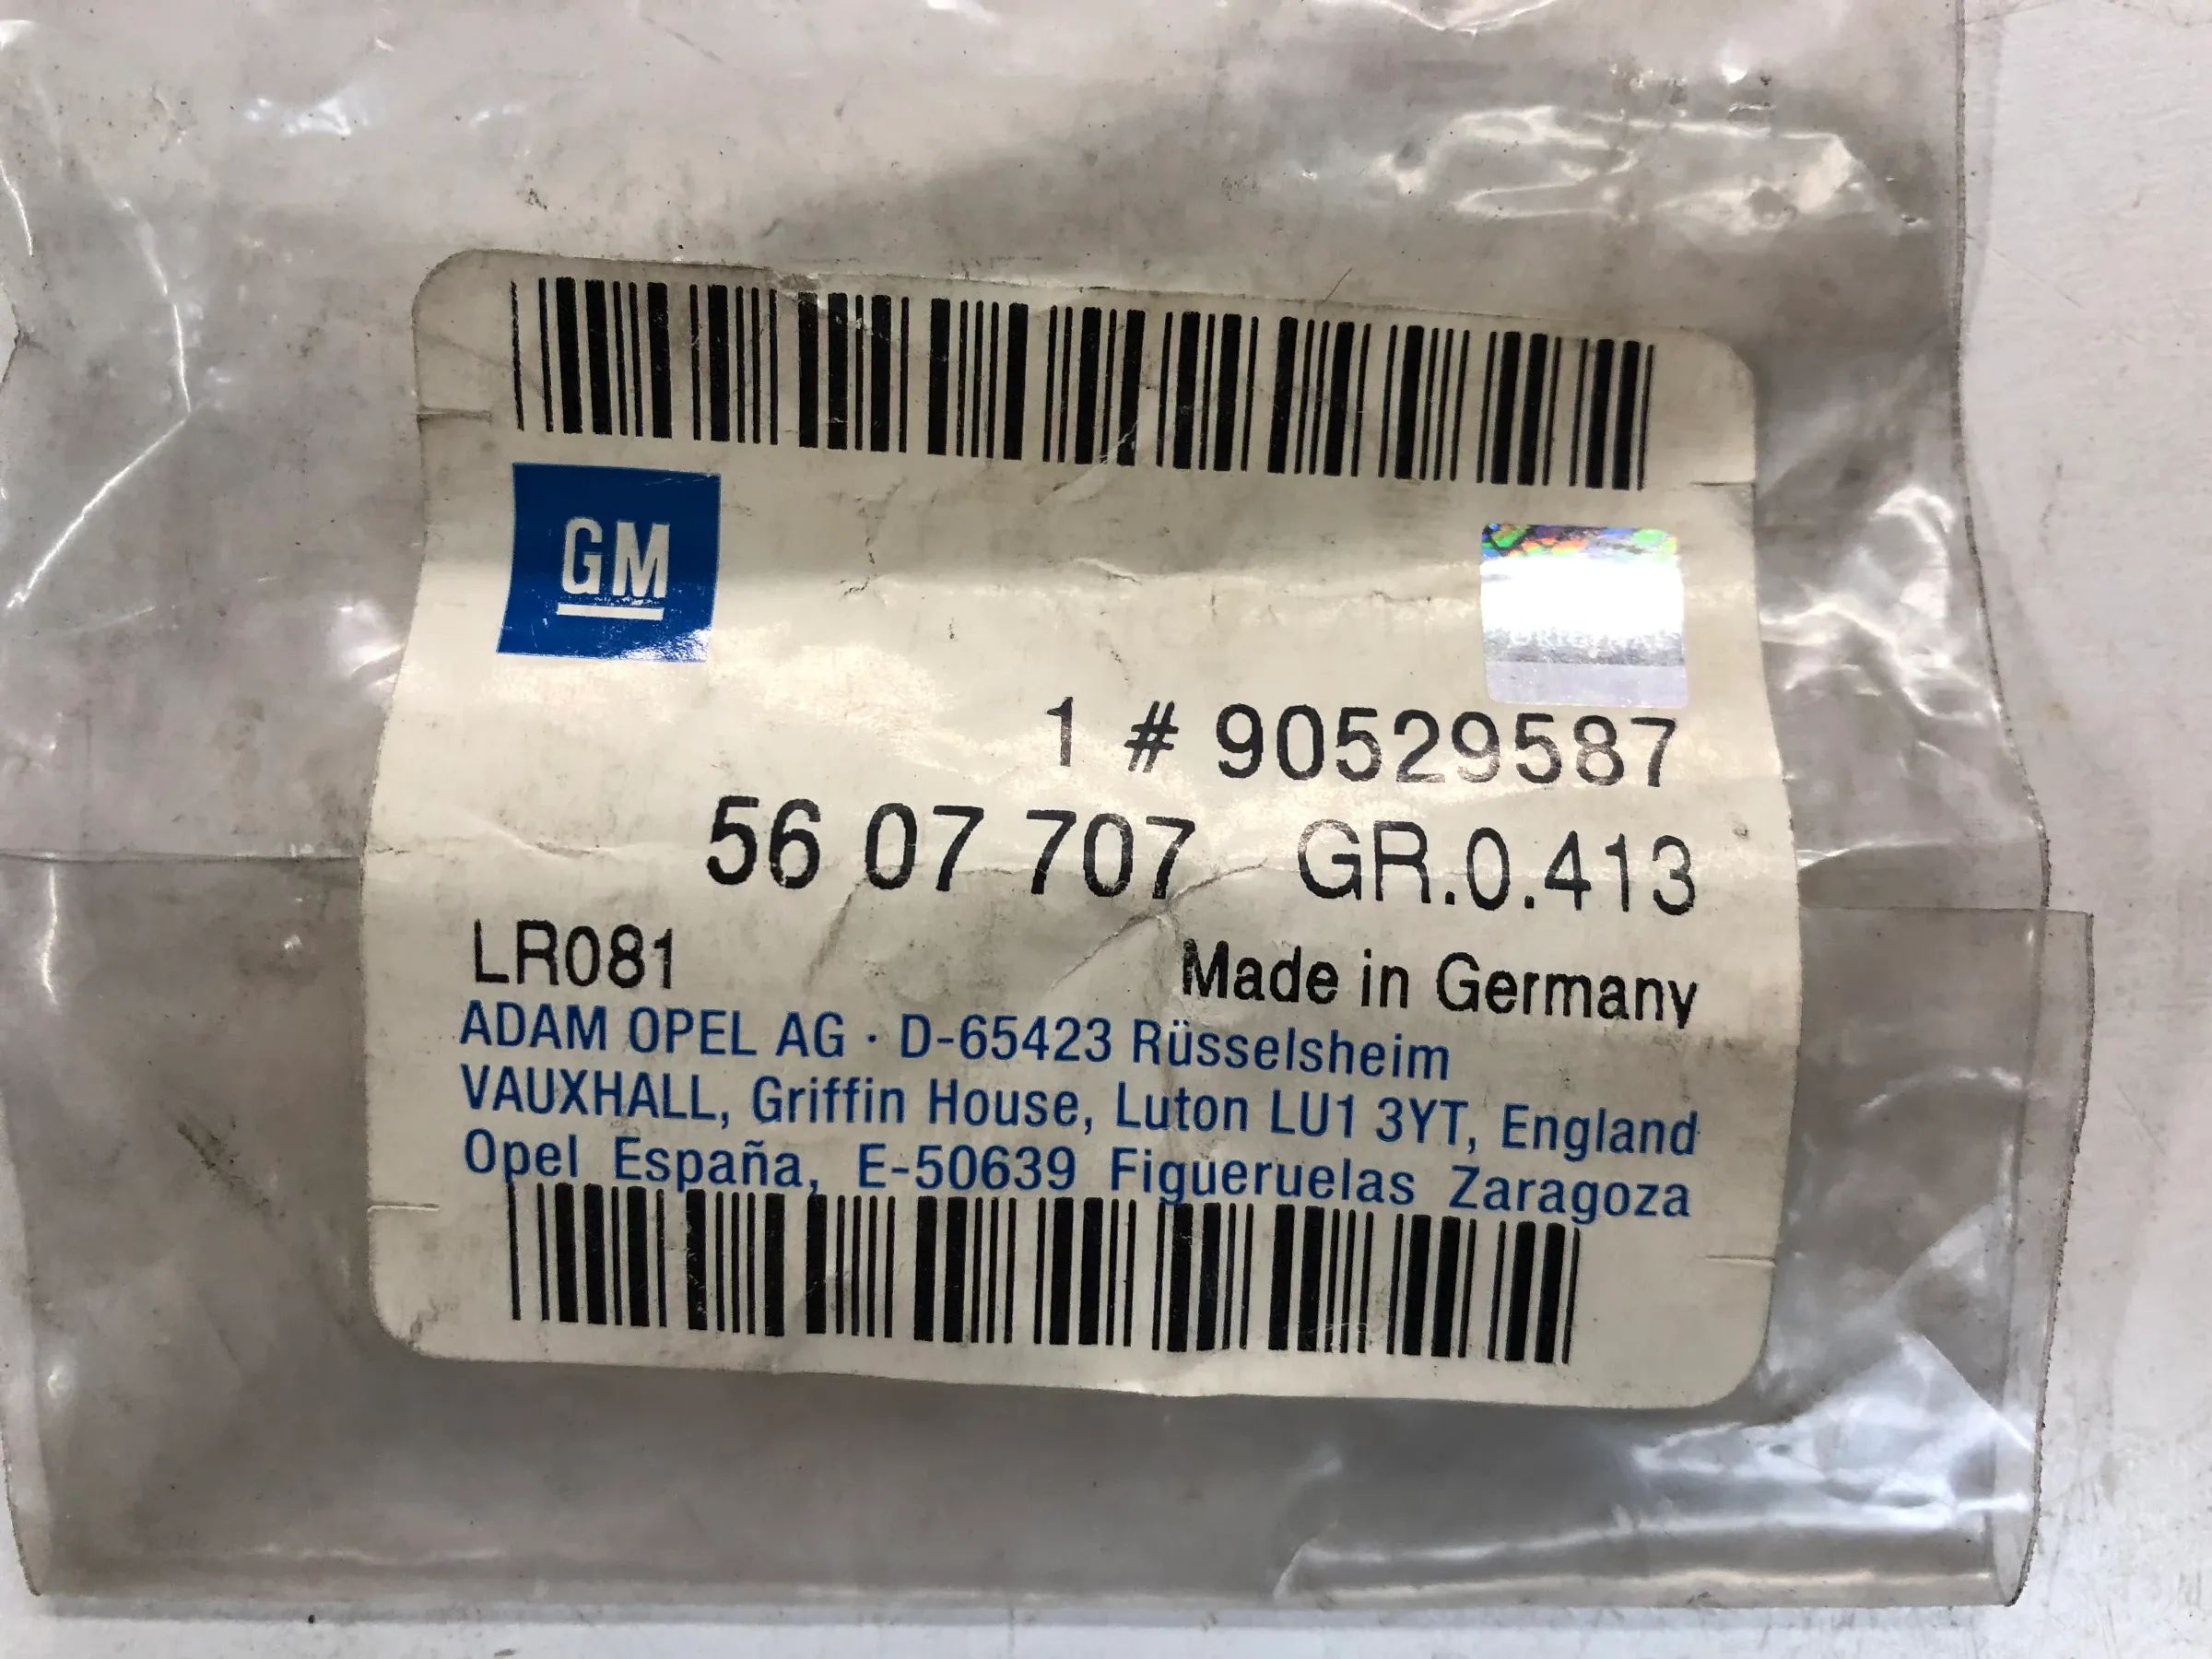 GM
1 # 90529587
56 07 707 GR.0.413
LR081 Made in Germany
ADAM OPEL AG · D-65423 Rüsselsheim
VAUXHALL, Griffin House, Luton LU1 3YT, England
Opel España, E-50639 Figueruelas Zaragoza